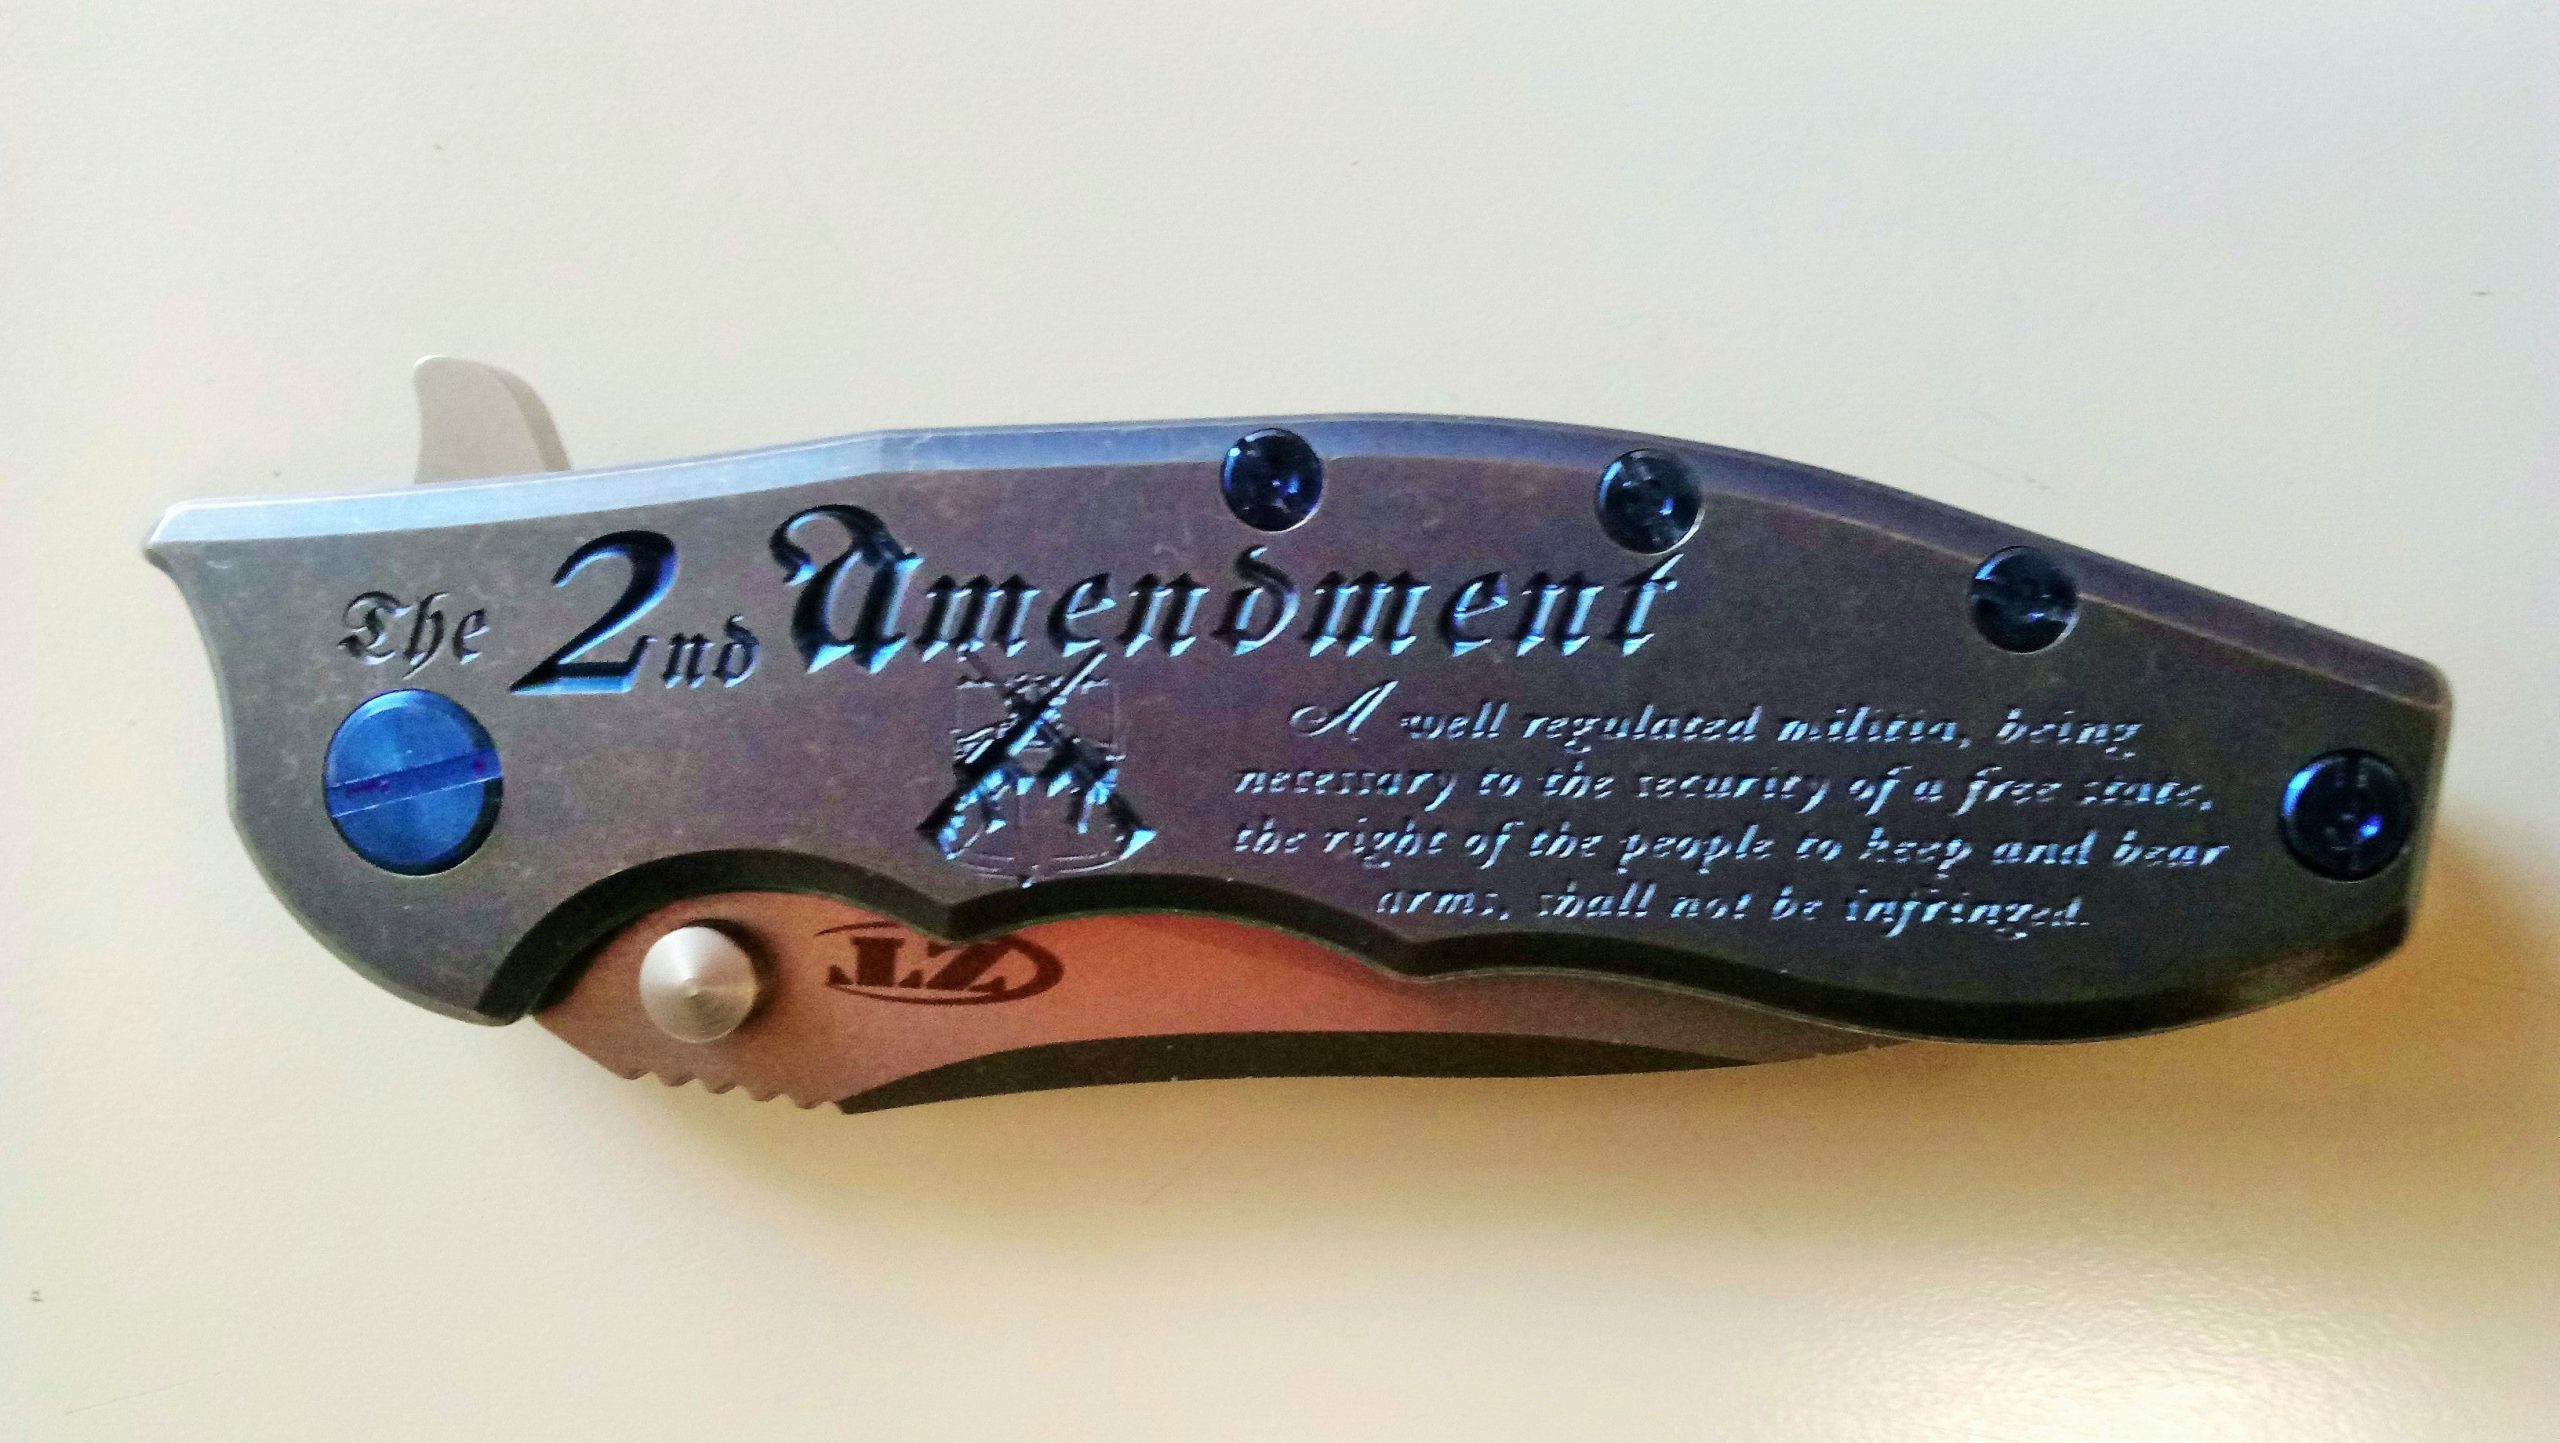 The 2nd Amendment
A well regulated militia, being
necessary to the security of a free state,
the right of the people to keep and bear
arms, shall not be infringed.
ZT